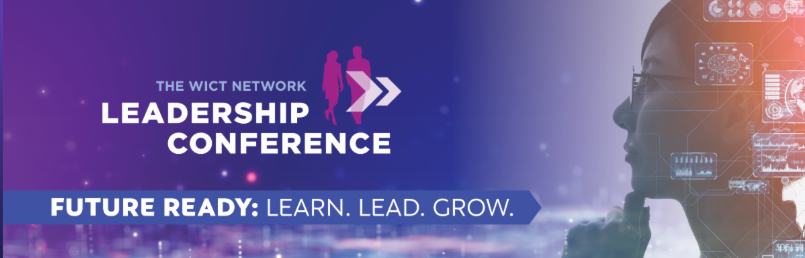 THE WICT NETWORK
LEADERSHIP
CONFERENCE
FUTURE READY: LEARN. LEAD. GROW.